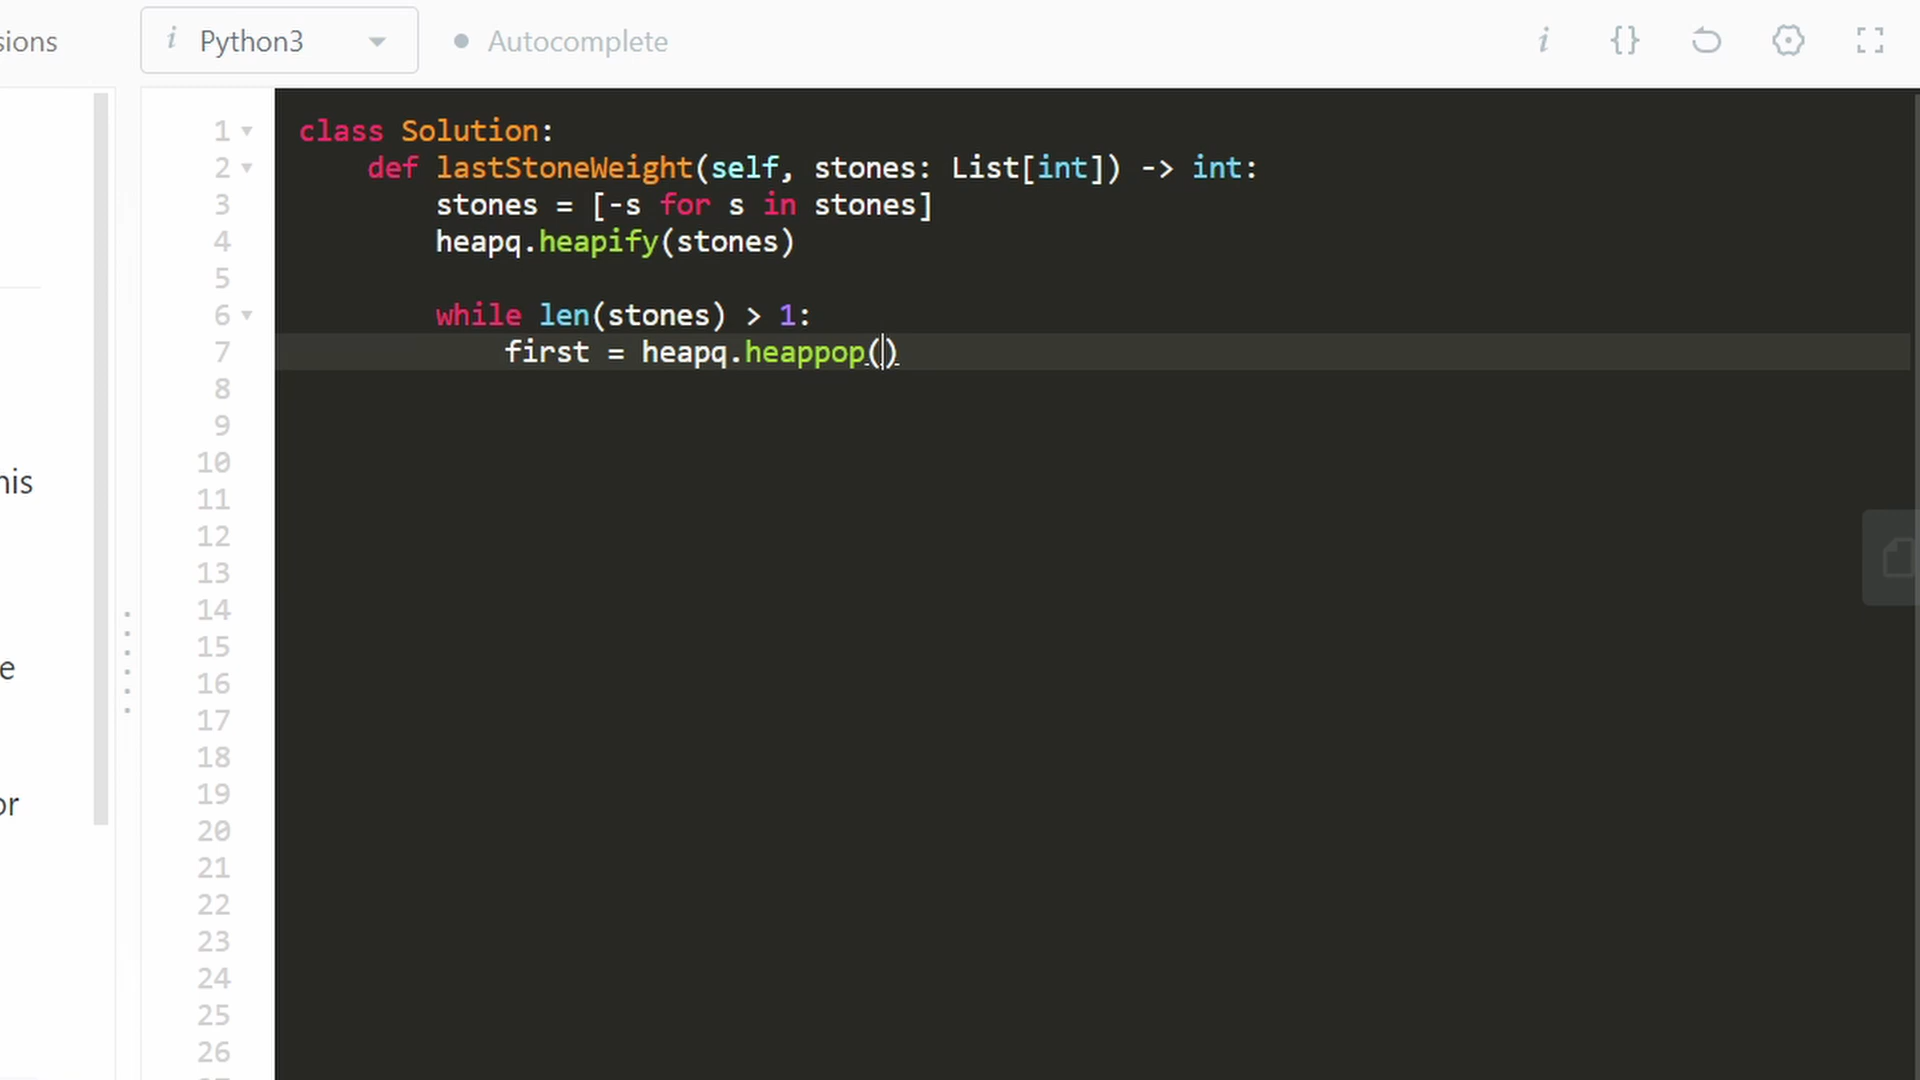 sions
Python3
Autocomplete
i
{}
1 class Solution:
2     def lastStoneWeight(self, stones: List[int]) -> int:
3         stones = [-s for s in stones]
4         heapq.heapify(stones)
5
6         while len(stones) > 1:
7             first = heapq.heappop()
8
9
10
11
12
13
14
15
16
17
18
19
20
21
22
23
24
25
26
his
e
or